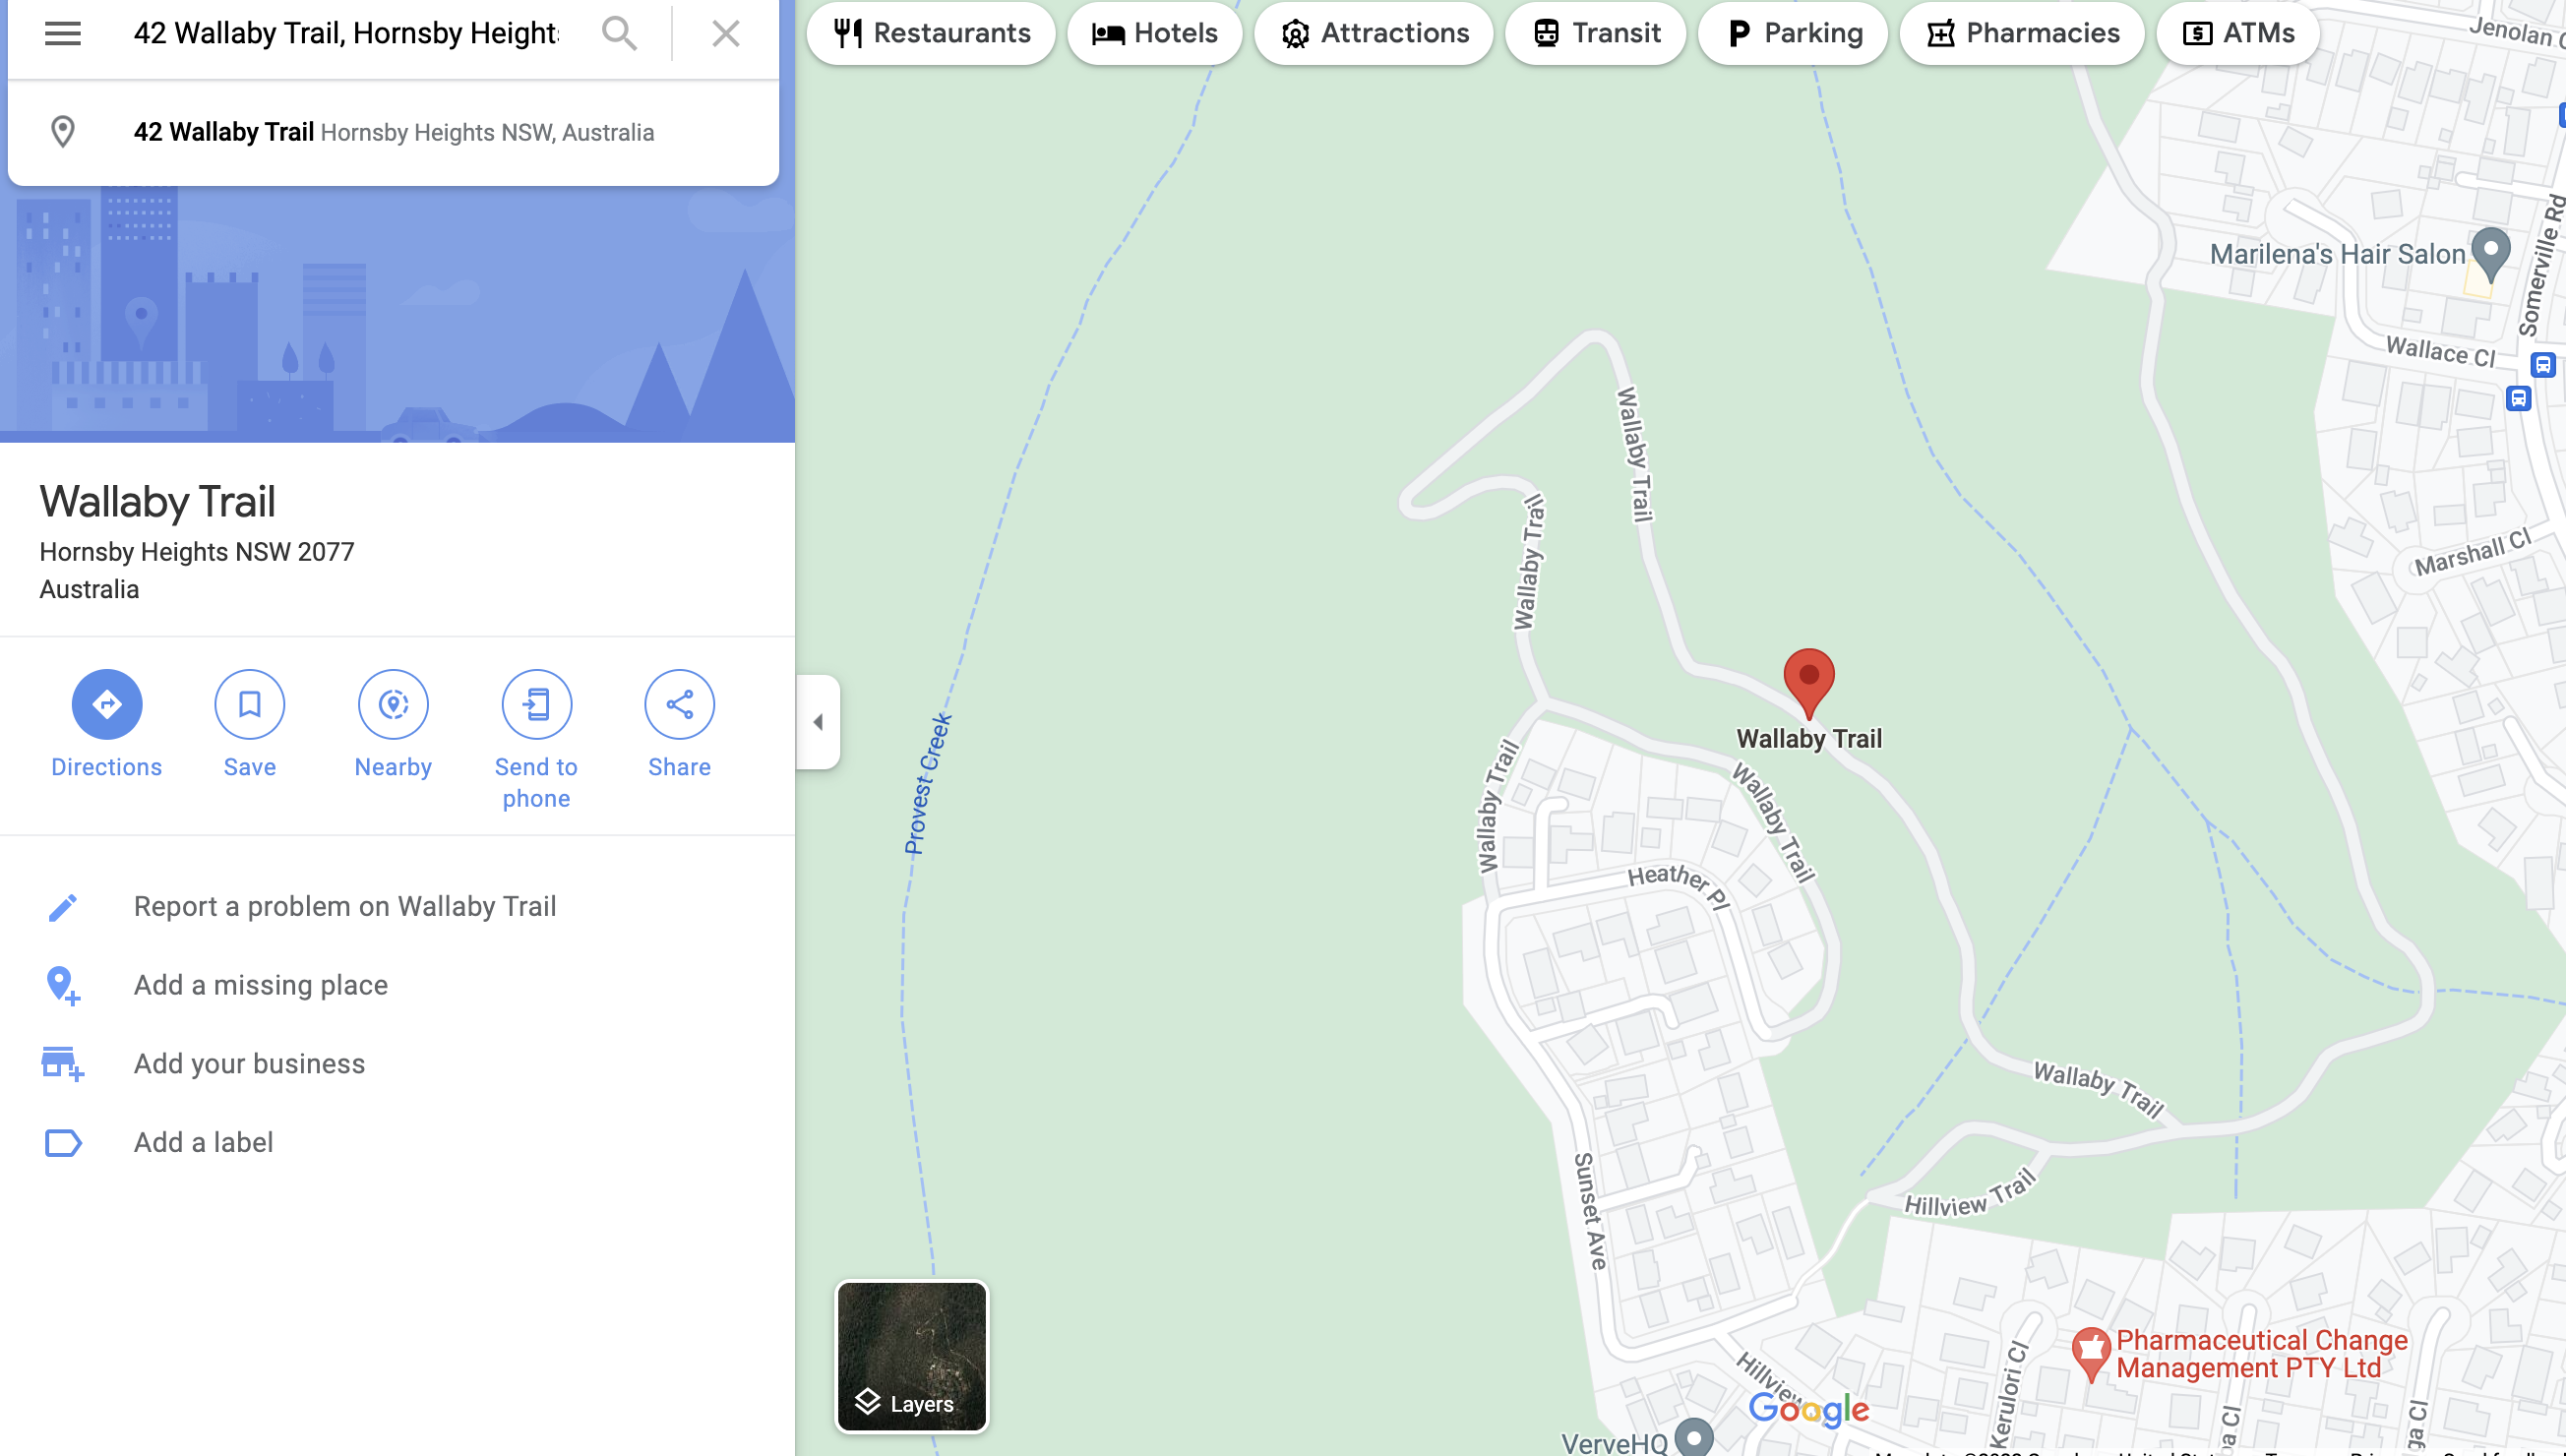 42 Wallaby Trail, Hornsby Height
42 Wallaby Trail Hornsby Heights NSW, Australia
Wallaby Trail
Hornsby Heights NSW 2077
Australia
Directions
Save
Nearby
Send to
phone
Share
Report a problem on Wallaby Trail
Add a missing place
Add your business
Add a label
Restaurants
Hotels
Attractions
Transit
Parking
Pharmacies
ATMs
Jenolan C
Marilena's Hair Salon
Somerville Rd
Wallace Cl
Marshall Cl
Wallaby Trail
Wallaby Trail
Wallaby Trail
Provest Creek
Wallaby Trail
Wallaby Trail
Heather Pl
Wallaby Trail
Hillview Trail
Sunset Ave
Pharmaceutical Change
Management PTY Ltd
Kerulori Cl
Hillview
Google
VerveHQ
Layers